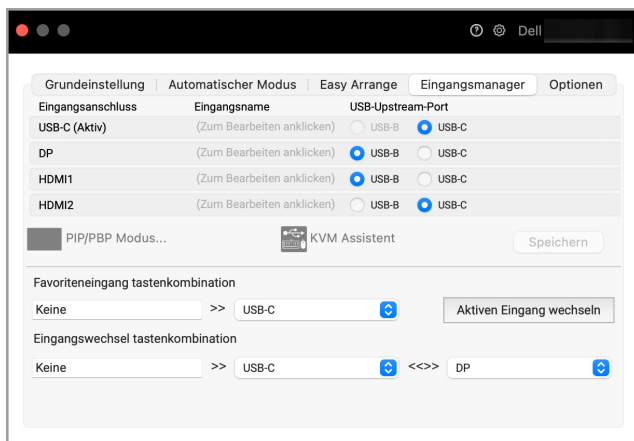 Dell
Grundeinstellung Automatischer Modus Easy Arrange Eingangsmanager Optionen
Eingangsanschluss Eingangsname USB-Upstream-Port
USB-C (Aktiv) (Zum Bearbeiten anklicken) USB-B USB-C
DP (Zum Bearbeiten anklicken) USB-B USB-C
HDMI1 (Zum Bearbeiten anklicken) USB-B USB-C
HDMI2 (Zum Bearbeiten anklicken) USB-B USB-C
PIP/PBP Modus... KVM Assistent Speichern
Favoriteneingang tastenkombination
Keine >> USB-C Aktiven Eingang wechseln
Eingangswechsel tastenkombination
Keine >> USB-C <<>> DP